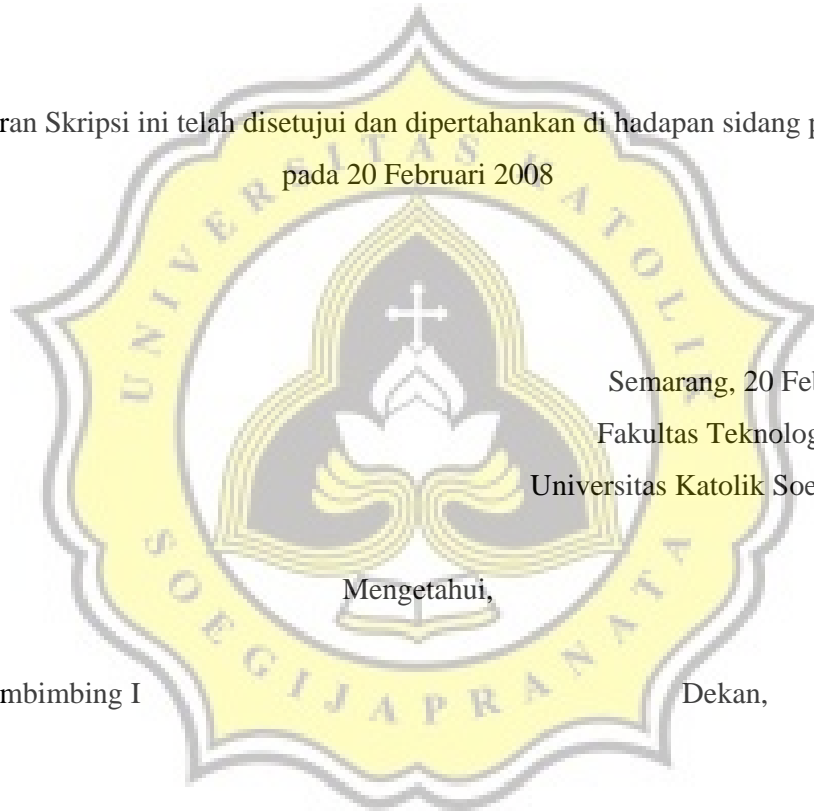 ran Skripsi ini telah disetujui dan dipertahankan di hadapan sidang p
pada 20 Februari 2008
UNIVERSITAS KATOLIK
SOEGIJAPRANATA
Semarang, 20 Feb
Fakultas Teknolog
Universitas Katolik Soe
Mengetahui,
mbimbing I
Dekan,